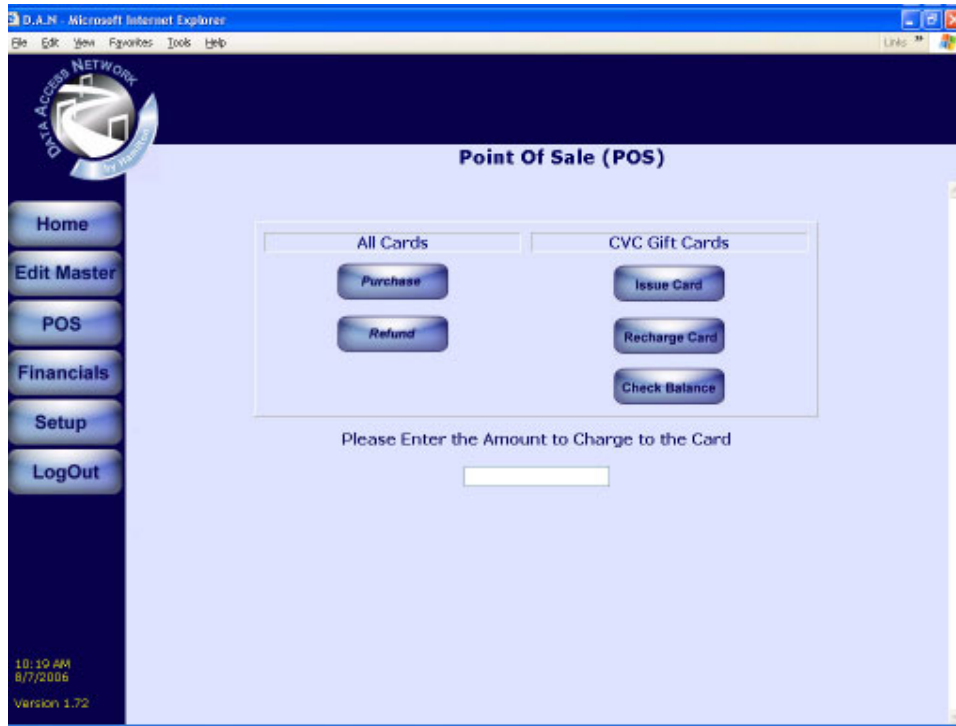 D.A.N - Microsoft Internet Explorer
File Edit View Favorites Tools Help
Links »
DATA ACCESS NETWORK
by Hamilton
Point Of Sale (POS)
Home
Edit Master
POS
Financials
Setup
LogOut
All Cards
CVC Gift Cards
Purchase
Issue Card
Refund
Recharge Card
Check Balance
Please Enter the Amount to Charge to the Card
10:19 AM
8/7/2006
Version 1.72